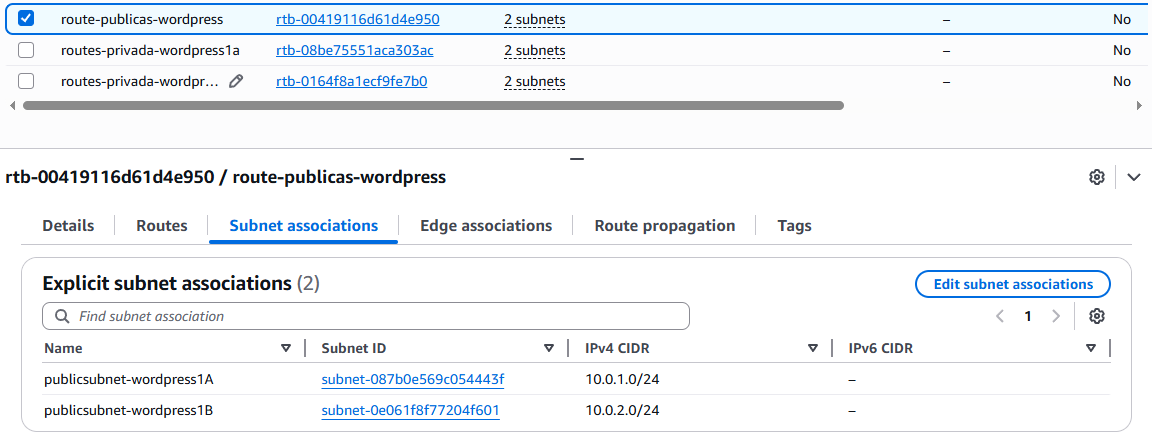 route-publicas-wordpress rtb-00419116d61d4e950 2 subnets – No
routes-privada-wordpress1a rtb-08be75551aca303ac 2 subnets – No
routes-privada-wordpr... rtb-0164f8a1ecf9fe7b0 2 subnets – No
rtb-00419116d61d4e950 / route-publicas-wordpress
Details Routes Subnet associations Edge associations Route propagation Tags
Explicit subnet associations (2) Edit subnet associations
Find subnet association 1
Name Subnet ID IPv4 CIDR IPv6 CIDR
publicsubnet-wordpress1A subnet-087b0e569c054443f 10.0.1.0/24 –
publicsubnet-wordpress1B subnet-0e061f8f77204f601 10.0.2.0/24 –